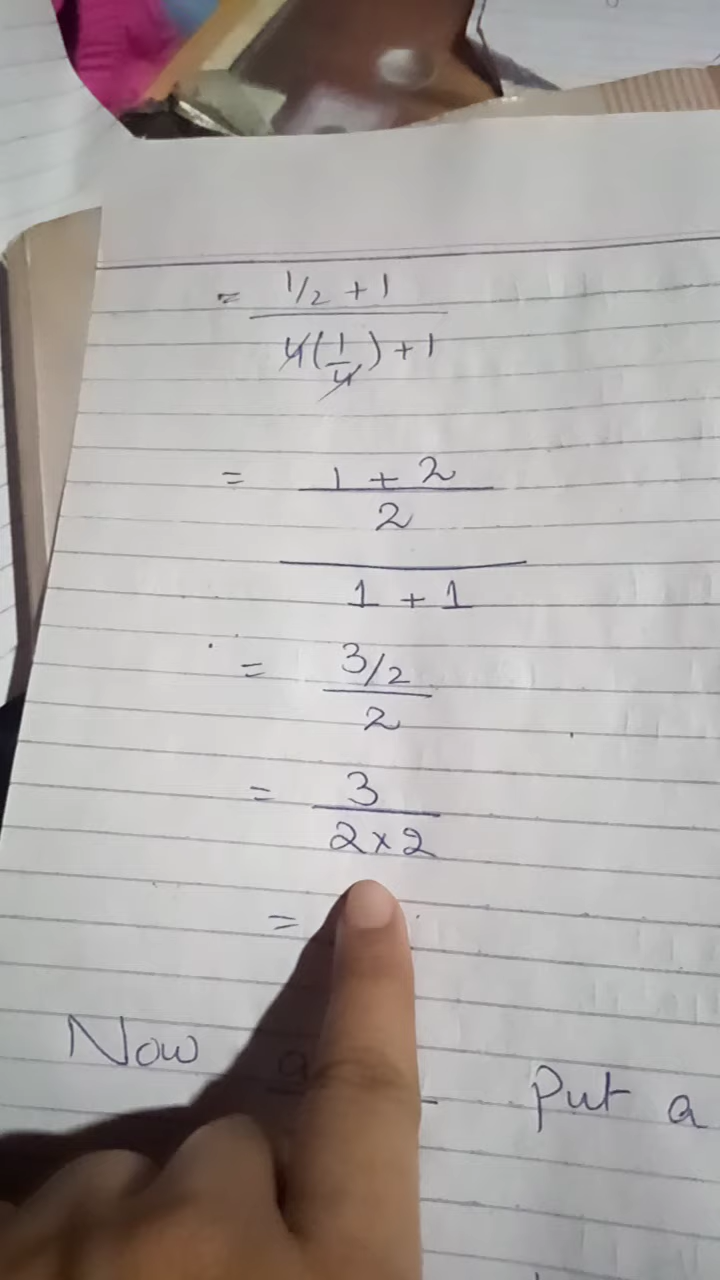 = 1/2 + 1
4(1/4) + 1
= 1 + 2
2
1 + 1
= 3/2
2
= 3
2 × 2
=
Now Put a